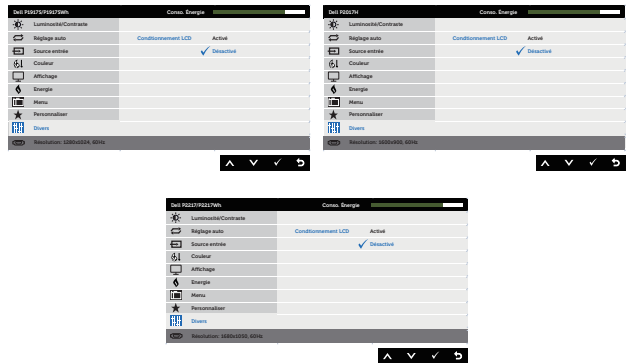 Dell P1917S/P1917SWh Conso. Énergie
Luminosité/Contraste
Réglage auto Conditionnement LCD Activé
Source entrée Désactivé
Couleur
Affichage
Energie
Menu
Personnaliser
Divers
Résolution: 1280x1024, 60Hz
Dell P2017H Conso. Énergie
Luminosité/Contraste
Réglage auto Conditionnement LCD Activé
Source entrée Désactivé
Couleur
Affichage
Energie
Menu
Personnaliser
Divers
Résolution: 1600x900, 60Hz
Dell P2217/P2217Wh Conso. Énergie
Luminosité/Contraste
Réglage auto Conditionnement LCD Activé
Source entrée Désactivé
Couleur
Affichage
Energie
Menu
Personnaliser
Divers
Résolution: 1680x1050, 60Hz